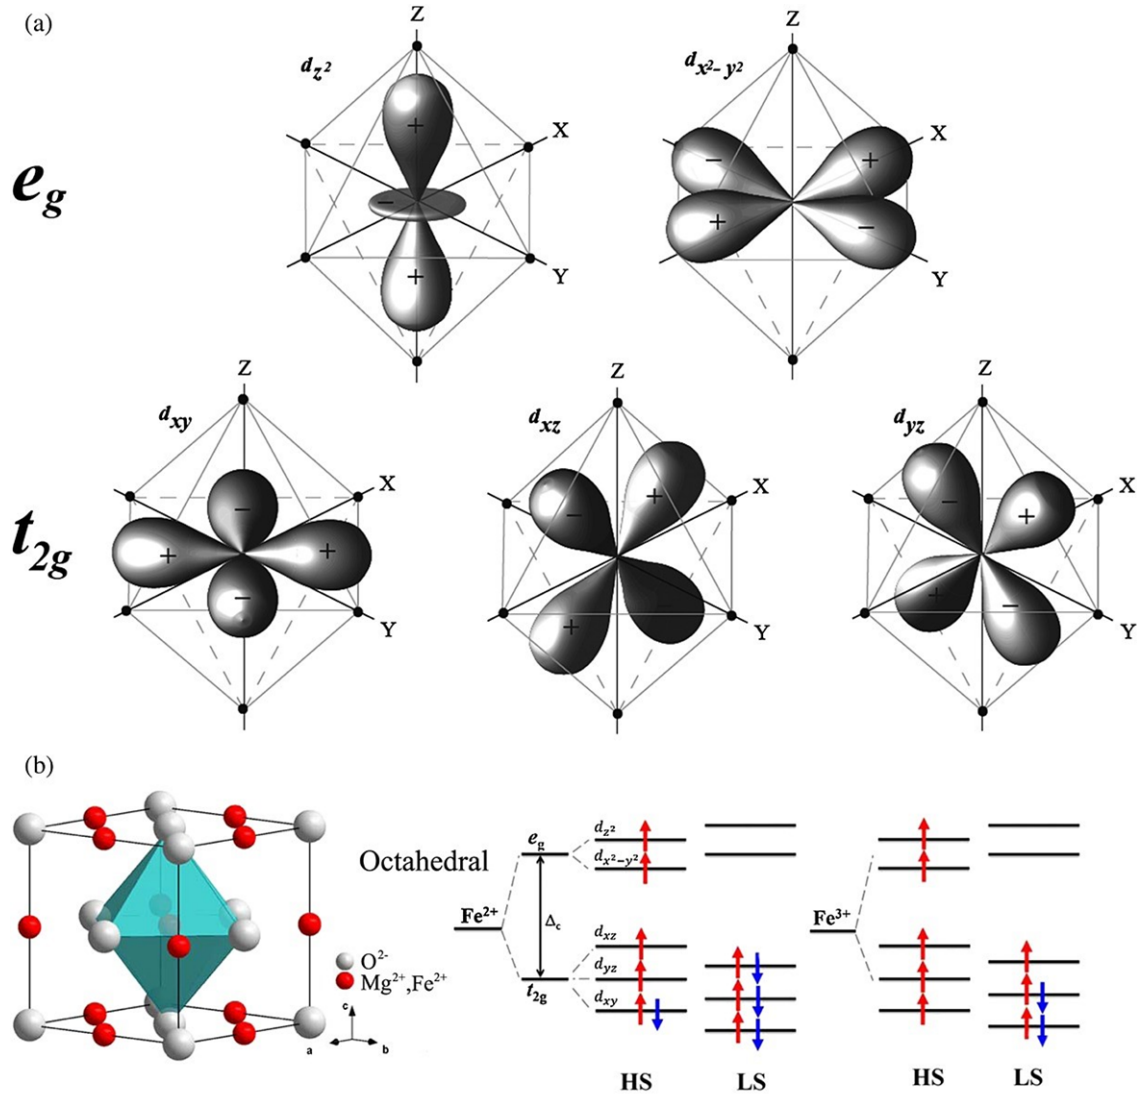 (a)
Z
d_z²
X
+
−
+
Y
Z
d_x²−y²
X
−
+
+
−
Y
e_g
Z
d_xy
X
−
+
+
−
Y
Z
d_xz
X
−
+
+
−
Y
Z
d_yz
X
−
+
+
−
Y
t_2g
(b)
O²⁻
Mg²⁺,Fe²⁺
c
a
b
Octahedral
Fe²⁺
e_g
Δ_c
t_2g
d_z²
d_x²−y²
d_xz
d_yz
d_xy
HS
LS
Fe³⁺
HS
LS